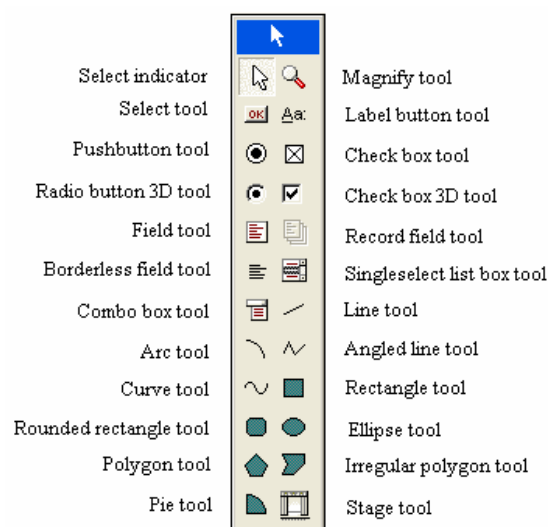 Select indicator
Magnify tool
Select tool
OK
Aa:
Label button tool
Pushbutton tool
Check box tool
Radio button 3D tool
Check box 3D tool
Field tool
Record field tool
Borderless field tool
Singleselect list box tool
Combo box tool
Line tool
Arc tool
Angled line tool
Curve tool
Rectangle tool
Rounded rectangle tool
Ellipse tool
Polygon tool
Irregular polygon tool
Pie tool
Stage tool